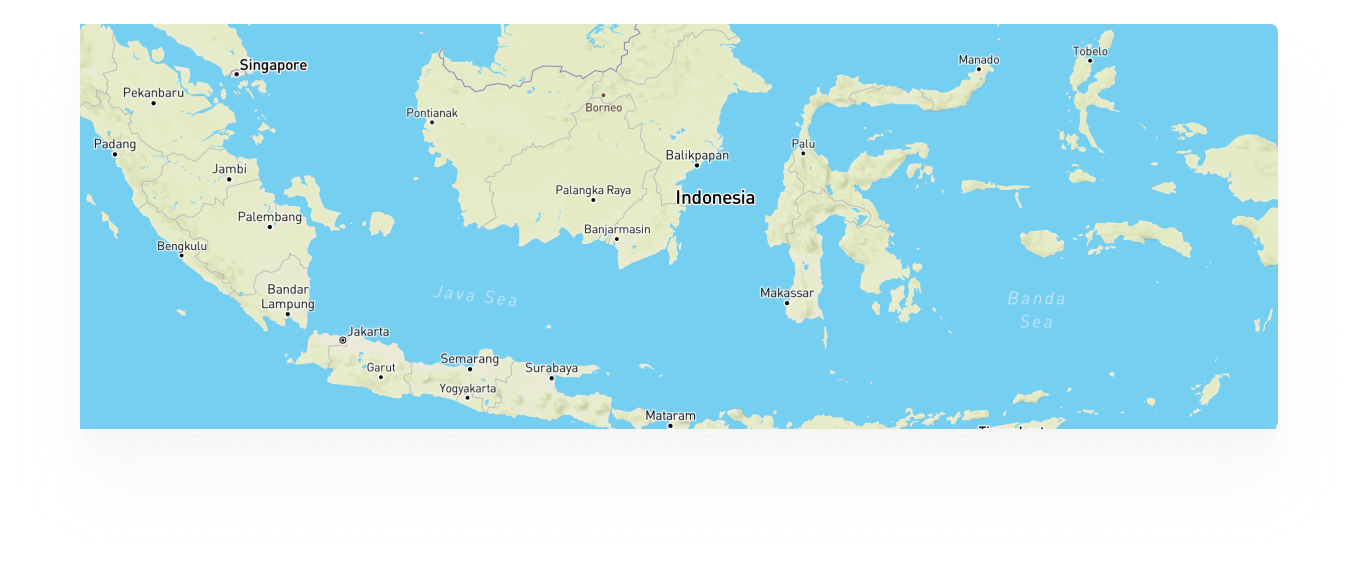 Singapore
Manado
Tobelo
Pekanbaru
Borneo
Pontianak
Padang
Palu
Balikpapan
Jambi
Palangka Raya
Indonesia
Palembang
Banjarmasin
Bengkulu
Bandar
Lampung
Java Sea
Makassar
Banda
Sea
Jakarta
Semarang
Garut
Surabaya
Yogyakarta
Mataram